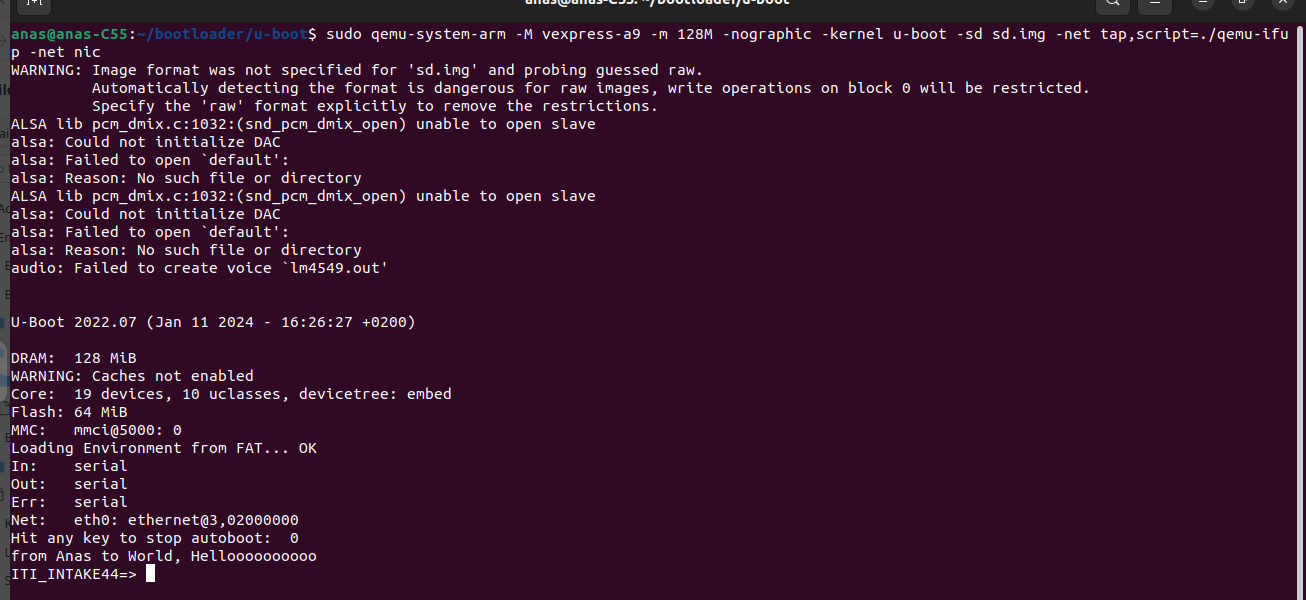 anas@anas-C55: ~/bootloader/u-boot
anas@anas-C55:~/bootloader/u-boot$ sudo qemu-system-arm -M vexpress-a9 -m 128M -nographic -kernel u-boot -sd sd.img -net tap,script=./qemu-ifu
p -net nic
WARNING: Image format was not specified for 'sd.img' and probing guessed raw.
         Automatically detecting the format is dangerous for raw images, write operations on block 0 will be restricted.
         Specify the 'raw' format explicitly to remove the restrictions.
ALSA lib pcm_dmix.c:1032:(snd_pcm_dmix_open) unable to open slave
alsa: Could not initialize DAC
alsa: Failed to open `default':
alsa: Reason: No such file or directory
ALSA lib pcm_dmix.c:1032:(snd_pcm_dmix_open) unable to open slave
alsa: Could not initialize DAC
alsa: Failed to open `default':
alsa: Reason: No such file or directory
audio: Failed to create voice `lm4549.out'
U-Boot 2022.07 (Jan 11 2024 - 16:26:27 +0200)
DRAM:  128 MiB
WARNING: Caches not enabled
Core:  19 devices, 10 uclasses, devicetree: embed
Flash: 64 MiB
MMC:   mmci@5000: 0
Loading Environment from FAT... OK
In:    serial
Out:   serial
Err:   serial
Net:   eth0: ethernet@3,02000000
Hit any key to stop autoboot:  0
from Anas to World, Helloooooooooo
ITI_INTAKE44=>